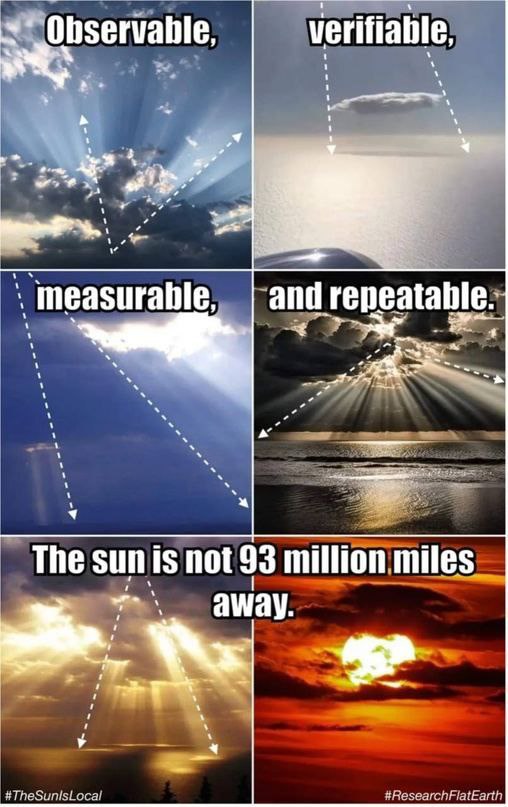 Observable,
verifiable,
measurable,
and repeatable.
The sun is not 93 million miles
away.
#TheSunIsLocal
#ResearchFlatEarth